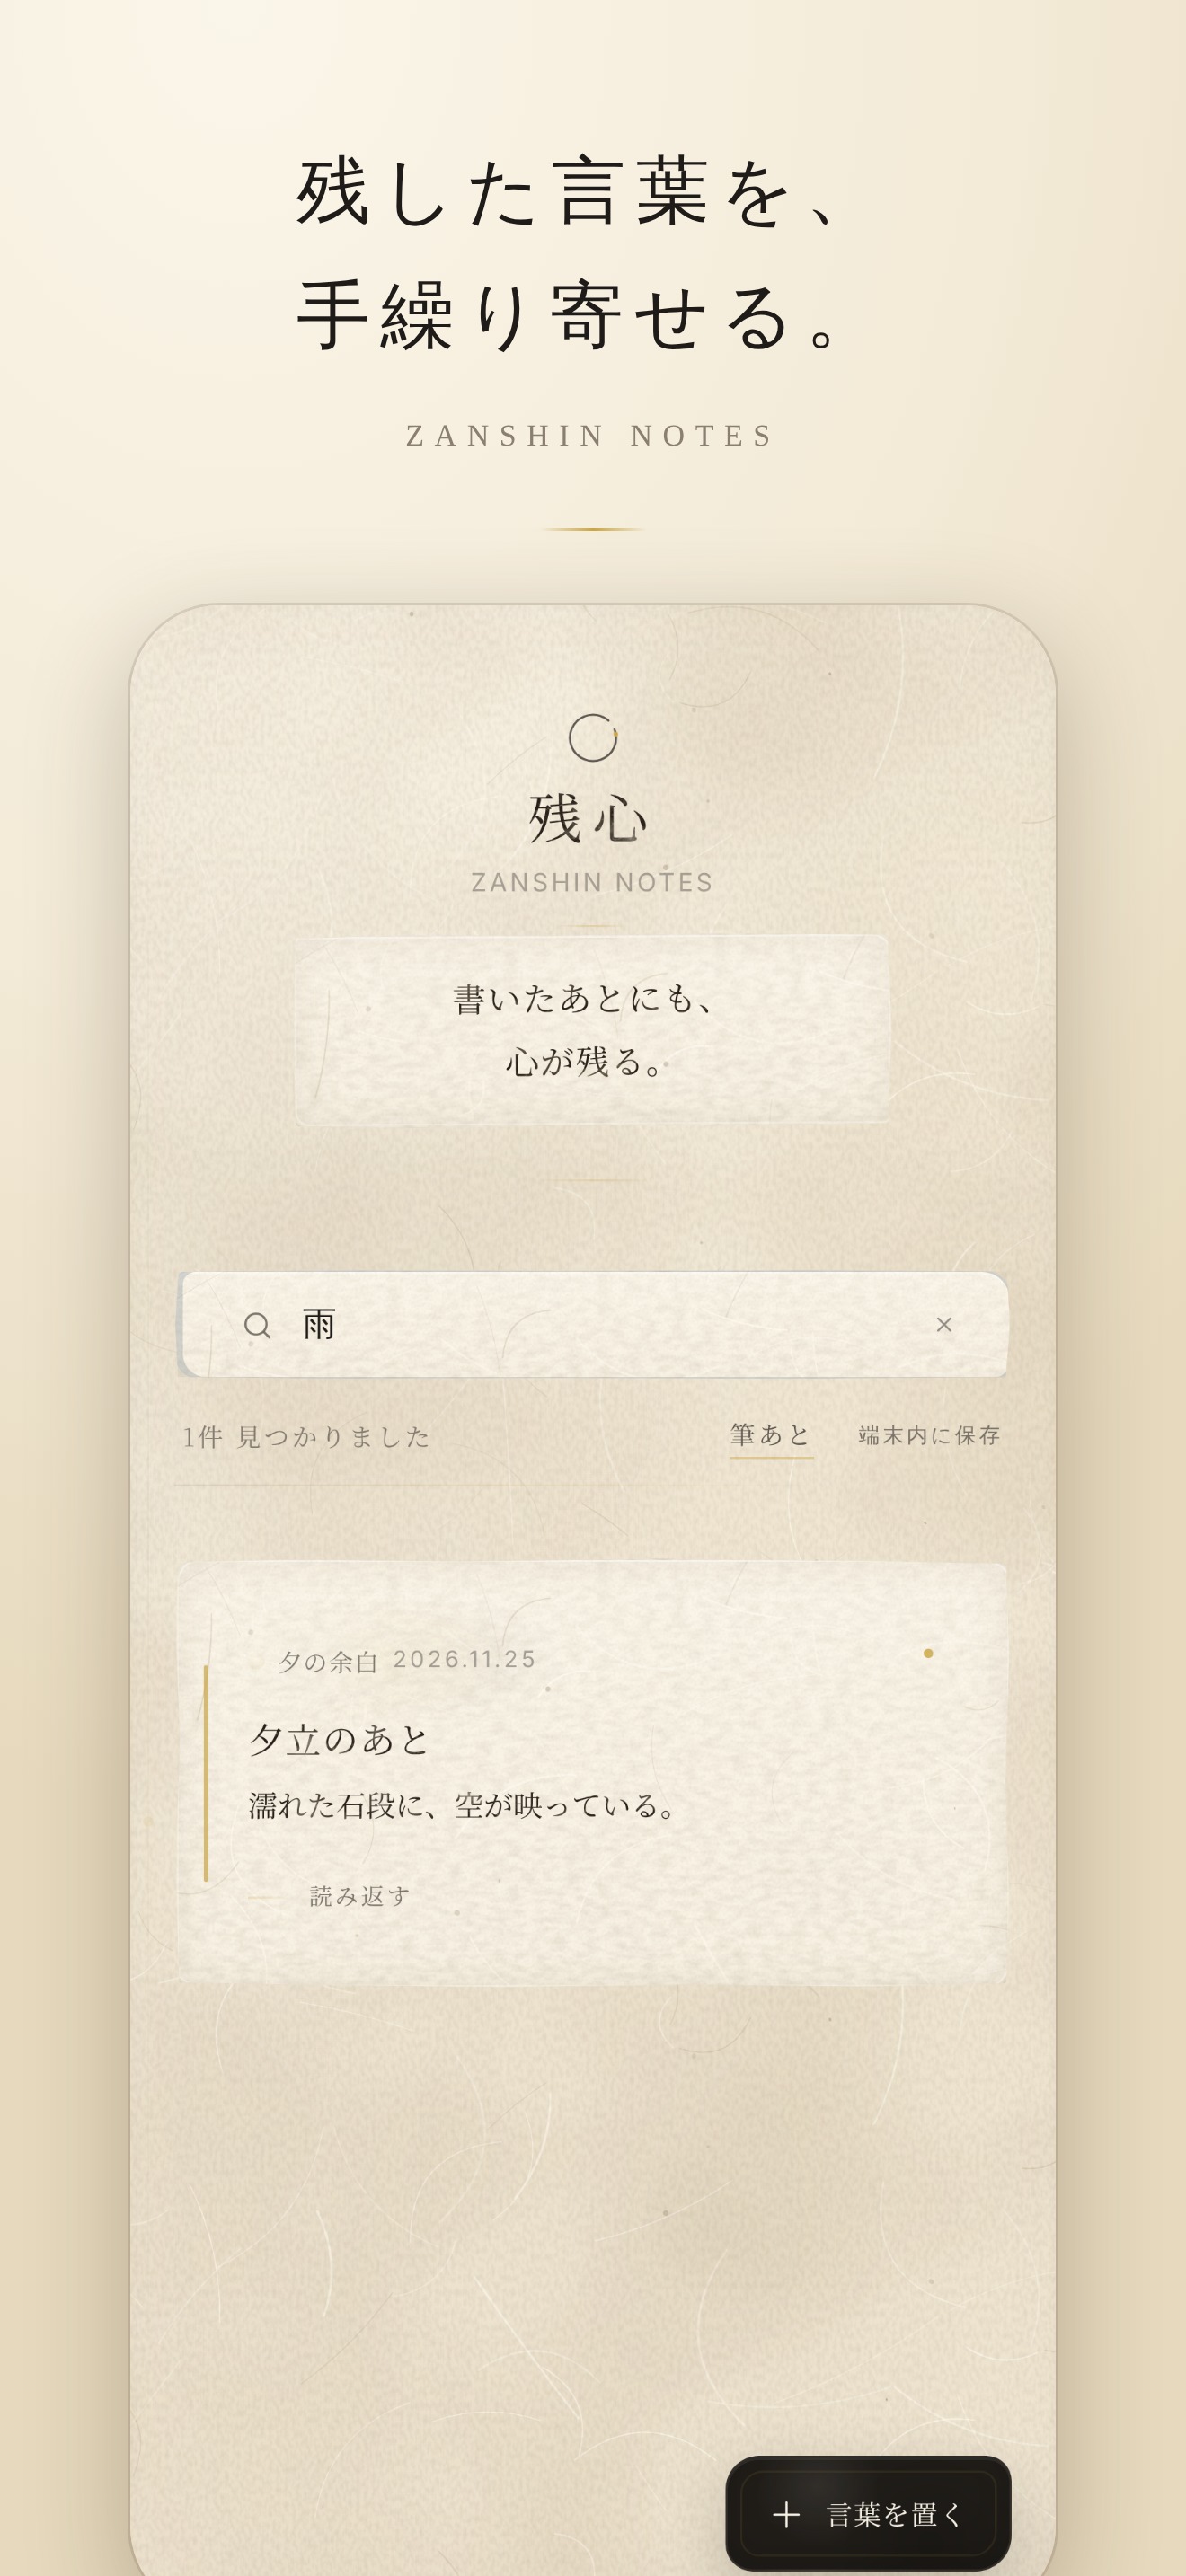 残した言葉を、
手繰り寄せる。
ZANSHIN NOTES
残心
ZANSHIN NOTES
書いたあとにも、
心が残る。
雨
1件 見つかりました 筆あと 端末内に保存
夕の余白 2026.11.25
夕立のあと
濡れた石段に、空が映っている。
読み返す
言葉を置く